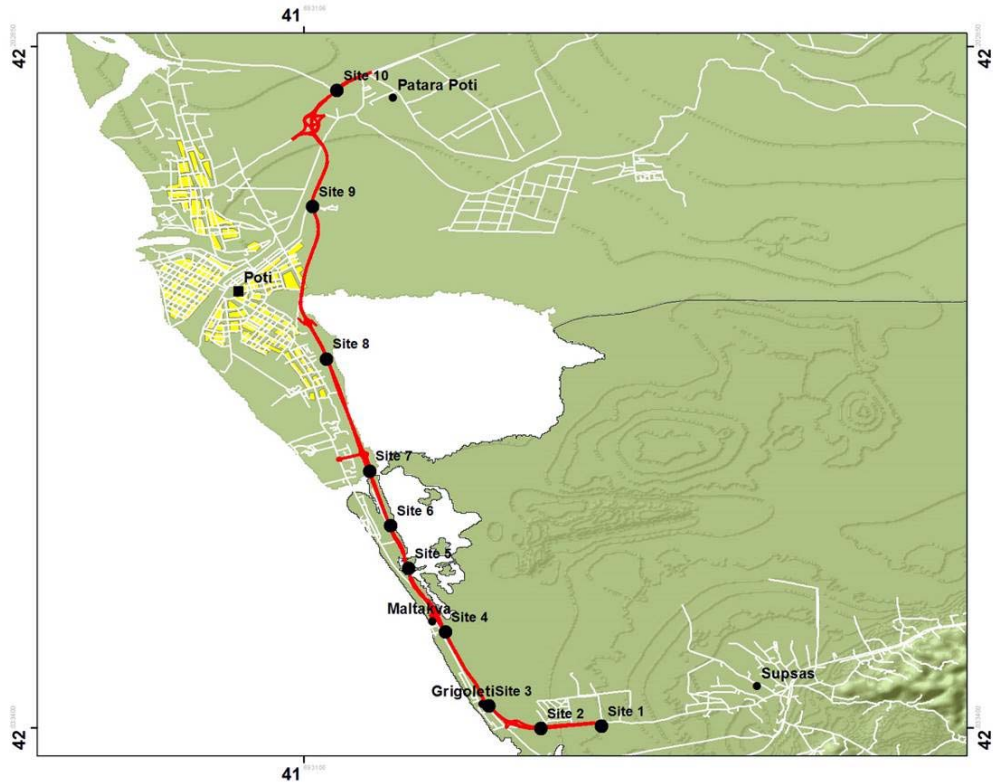 41
42
42
Site 10
Patara Poti
Site 9
Poti
Site 8
Site 7
Site 6
Site 5
Maltakva
Site 4
Supsas
Grigoleti
Site 3
Site 2
Site 1
42
42
41